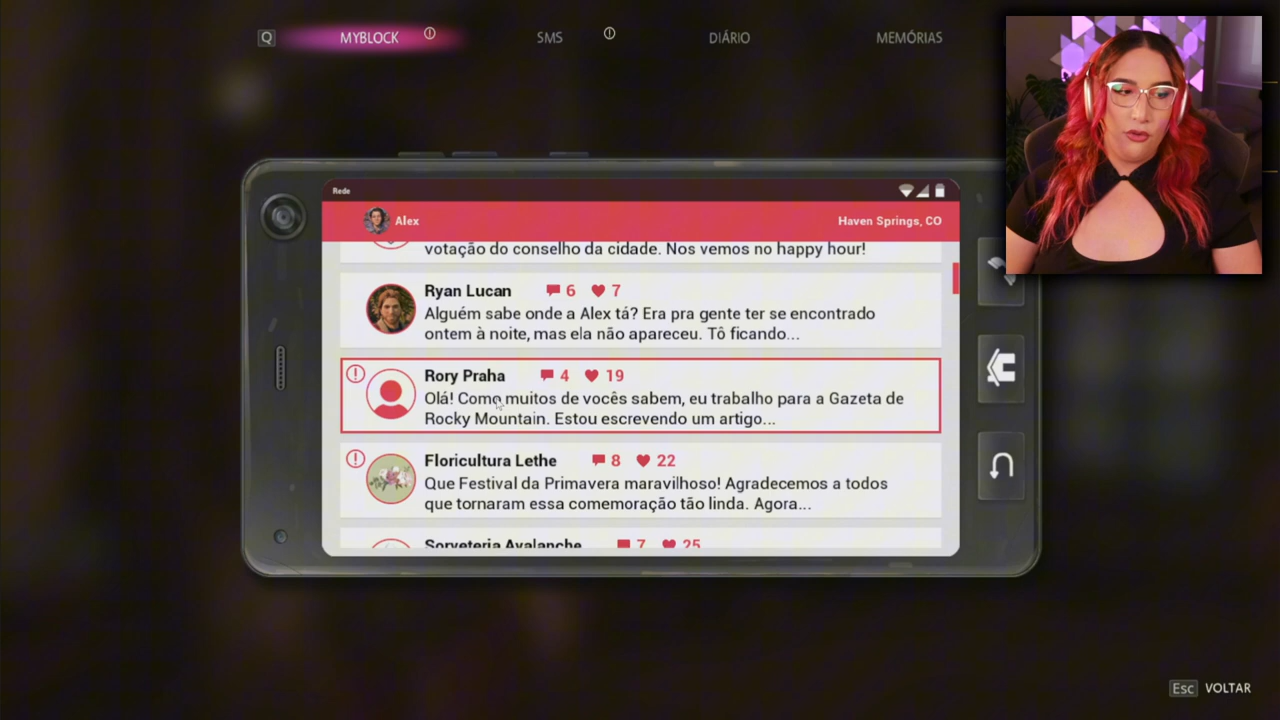 Q MYBLOCK SMS DIÁRIO MEMÓRIAS
Rede
Alex Haven Springs, CO
votação do conselho da cidade. Nos vemos no happy hour!
Ryan Lucan 6 7
Alguém sabe onde a Alex tá? Era pra gente ter se encontrado
ontem à noite, mas ela não apareceu. Tô ficando...
Rory Praha 4 19
Olá! Como muitos de vocês sabem, eu trabalho para a Gazeta de
Rocky Mountain. Estou escrevendo um artigo...
Floricultura Lethe 8 22
Que Festival da Primavera maravilhoso! Agradecemos a todos
que tornaram essa comemoração tão linda. Agora...
Sorveteria Avalanche 7 25
Esc VOLTAR